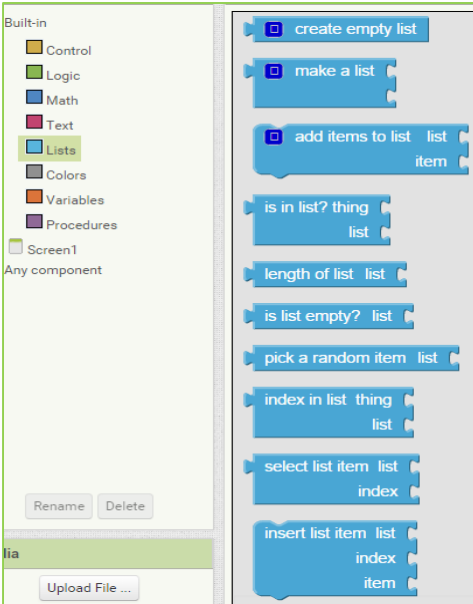 Built-in
Control
Logic
Math
Text
Lists
Colors
Variables
Procedures
Screen1
Any component
Rename Delete
lia
Upload File ...
create empty list
make a list
add items to list list
item
is in list? thing
list
length of list list
is list empty? list
pick a random item list
index in list thing
list
select list item list
index
insert list item list
index
item